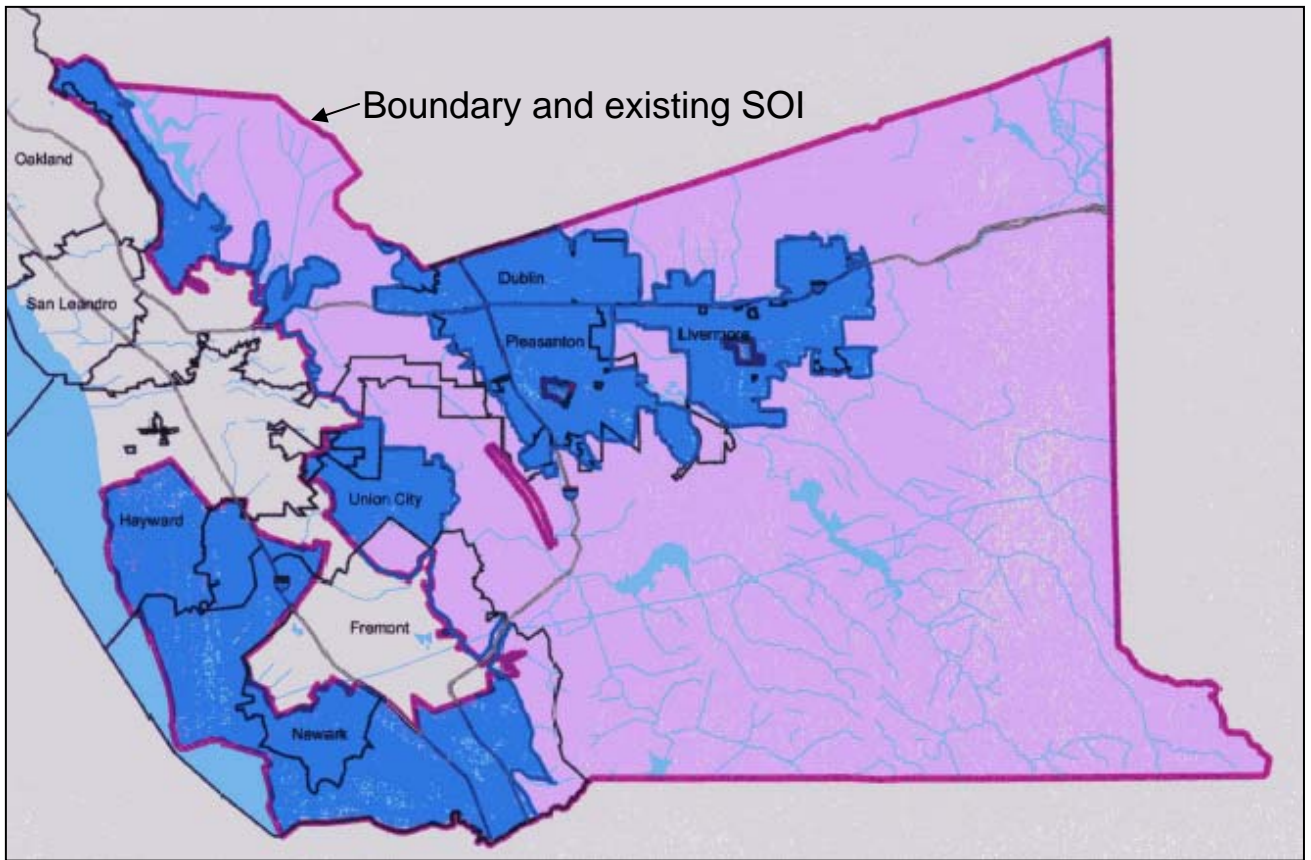 Boundary and existing SOI
Oakland
Dublin
San Leandro
Pleasanton
Livermore
Union City
Hayward
Fremont
Newark